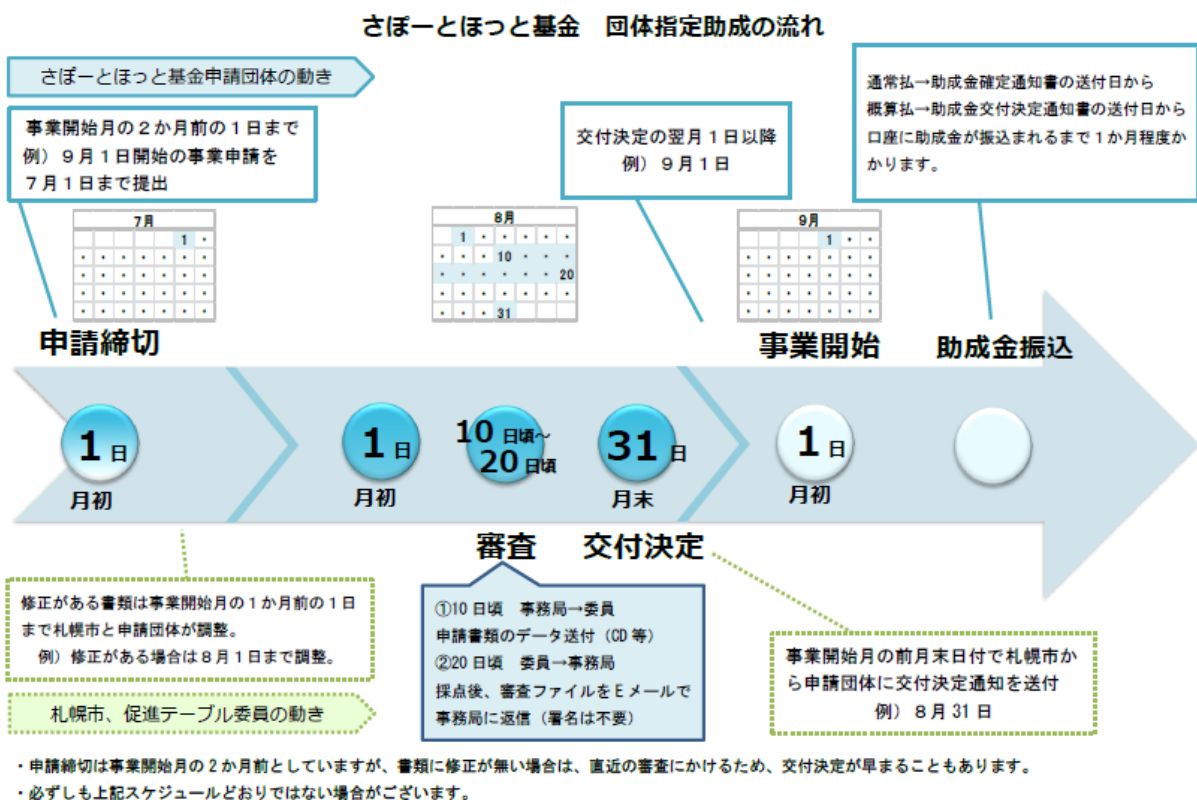 さぽーとほっと基金　団体指定助成の流れ
さぽーとほっと基金申請団体の動き
事業開始月の２か月前の１日まで
例）９月１日開始の事業申請を
７月１日まで提出
交付決定の翌月１日以降
例）９月１日
通常払→助成金確定通知書の送付日から
概算払→助成金交付決定通知書の送付日から
口座に助成金が振込まれるまで１か月程度か
かります。
7月
1
8月
1
10
20
31
9月
1
申請締切
事業開始
助成金振込
1日
月初
1日
月初
10日頃～
20日頃
31日
月末
1日
月初
審査
交付決定
修正がある書類は事業開始月の１か月前の１日
まで札幌市と申請団体が調整。
例）修正がある場合は８月１日まで調整。
札幌市、促進テーブル委員の動き
①10日頃　事務局→委員
申請書類のデータ送付（CD等）
②20日頃　委員→事務局
採点後、審査ファイルをＥメールで
事務局に返信（署名は不要）
事業開始月の前月末日付で札幌市か
ら申請団体に交付決定通知を送付
例）８月31日
・申請締切は事業開始月の２か月前としていますが、書類に修正が無い場合は、直近の審査にかけるため、交付決定が早まることもあります。
・必ずしも上記スケジュールどおりではない場合がございます。